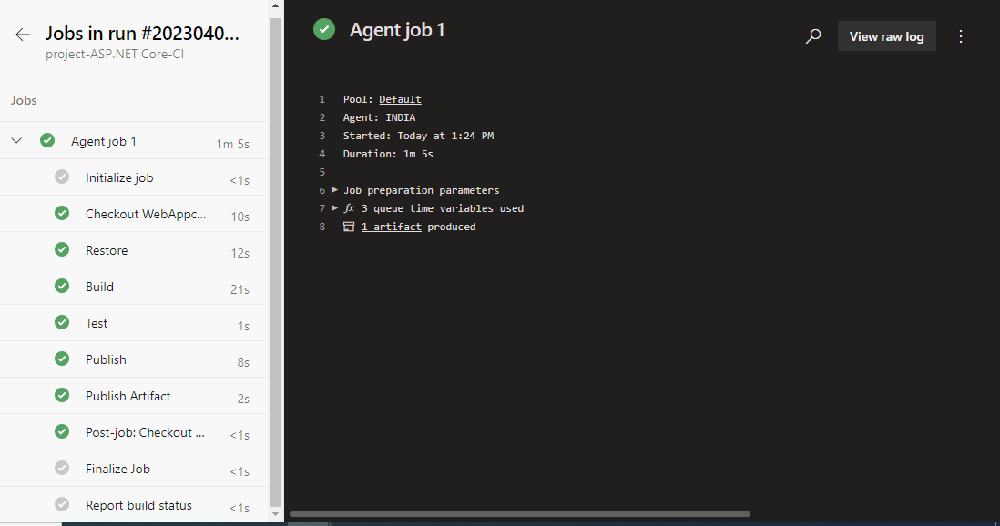 Jobs in run #2023040...
project-ASP.NET Core-CI
Jobs
Agent job 1 1m 5s
Initialize job <1s
Checkout WebAppc... 10s
Restore 12s
Build 21s
Test 1s
Publish 8s
Publish Artifact 2s
Post-job: Checkout ... <1s
Finalize Job <1s
Report build status <1s
Agent job 1
View raw log
1 Pool: Default
2 Agent: INDIA
3 Started: Today at 1:24 PM
4 Duration: 1m 5s
5
6 Job preparation parameters
7 fx 3 queue time variables used
8 1 artifact produced